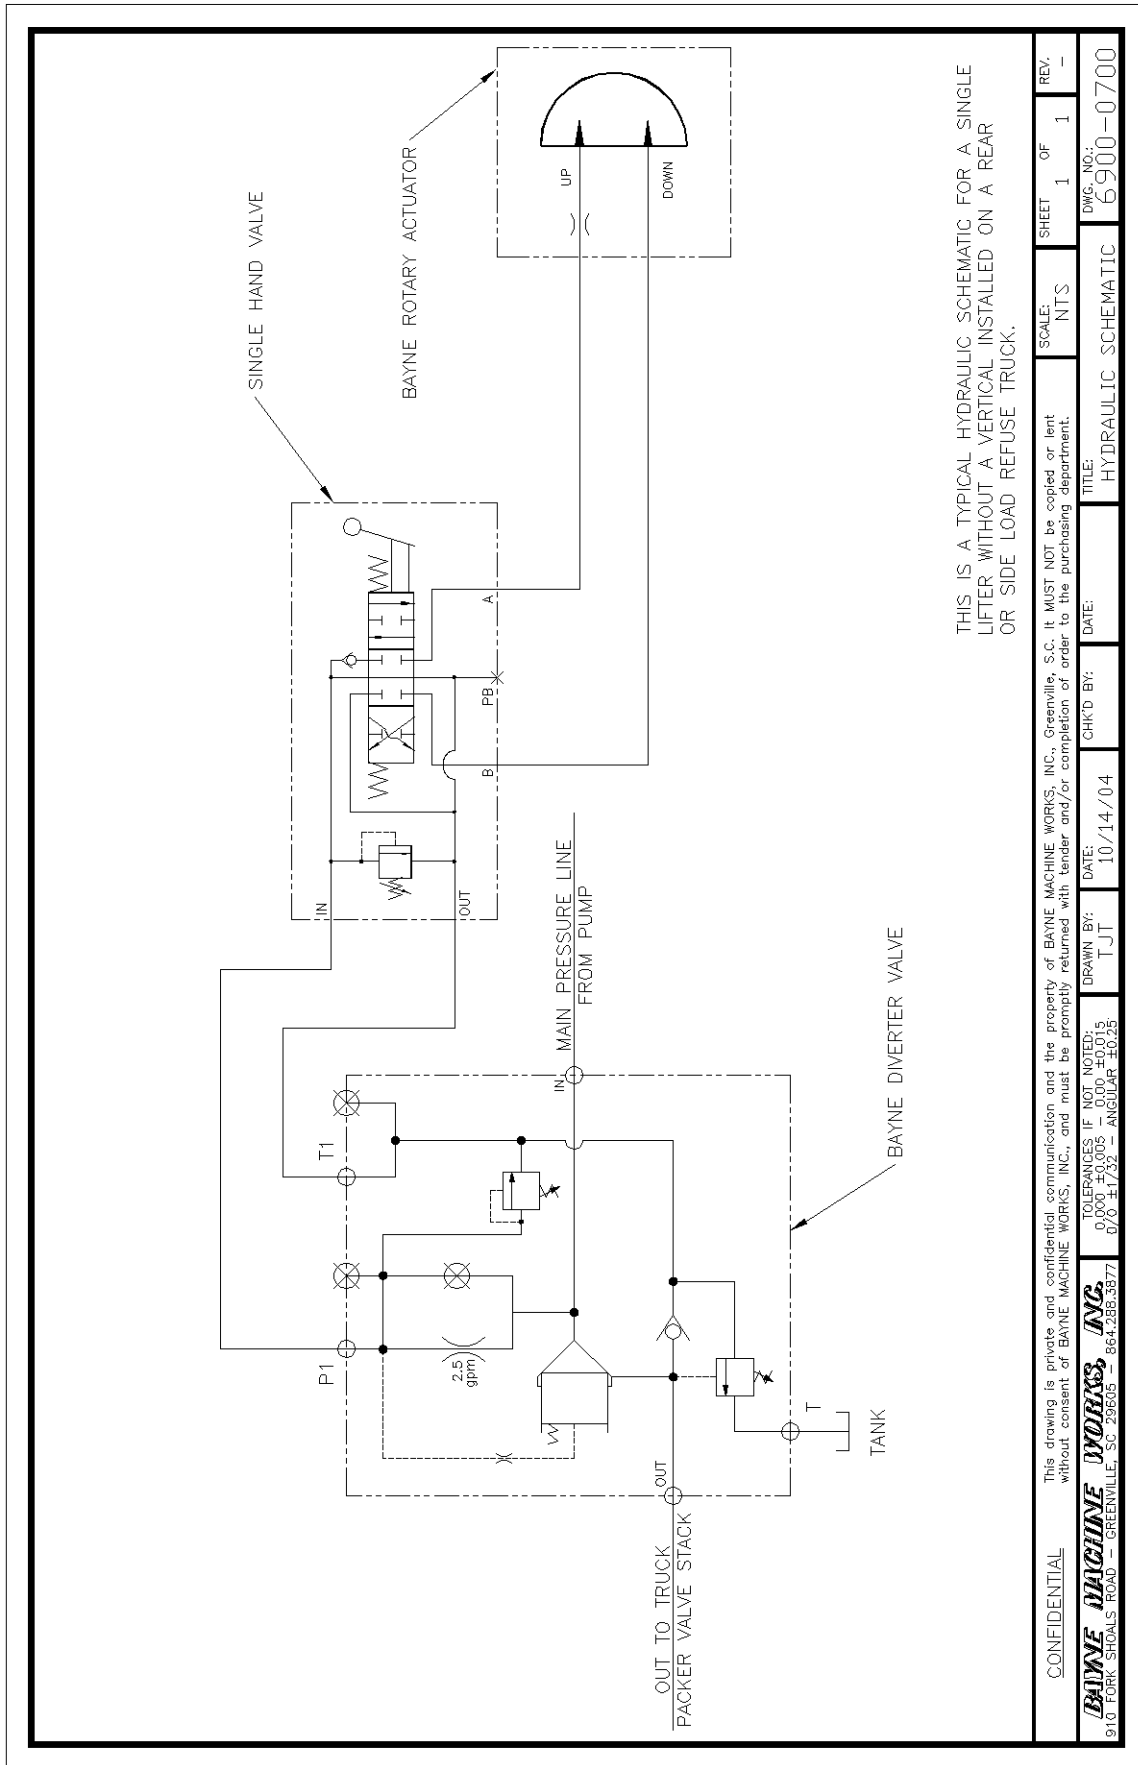 SINGLE HAND VALVE
BAYNE ROTARY ACTUATOR
IN
OUT
B
PB
A
UP
DOWN
P1
T1
2.5
gpm
IN
MAIN PRESSURE LINE
FROM PUMP
OUT
OUT TO TRUCK
PACKER VALVE STACK
T
TANK
BAYNE DIVERTER VALVE
THIS IS A TYPICAL HYDRAULIC SCHEMATIC FOR A SINGLE
LIFTER WITHOUT A VERTICAL INSTALLED ON A REAR
OR SIDE LOAD REFUSE TRUCK.
CONFIDENTIAL
This drawing is private and confidential communication and the property of BAYNE MACHINE WORKS, INC., Greenville, S.C. It MUST NOT be copied or lent
without consent of BAYNE MACHINE WORKS, INC., and must be promptly returned with tender and/or completion of order to the purchasing department.
SCALE:
NTS
SHEET
1 OF 1
REV.
-
BAYNE MACHINE WORKS, INC.
910 FORK SHOALS ROAD - GREENVILLE, SC 29605 - 864.288.3877
TOLERANCES IF NOT NOTED:
0.000 ±0.005 - 0.00 ±0.015
0/0 ±1/32 - ANGULAR ±0.25
DRAWN BY:
TJT
DATE:
10/14/04
CHK'D BY:
DATE:
TITLE:
HYDRAULIC SCHEMATIC
DWG. NO.:
6900-0700